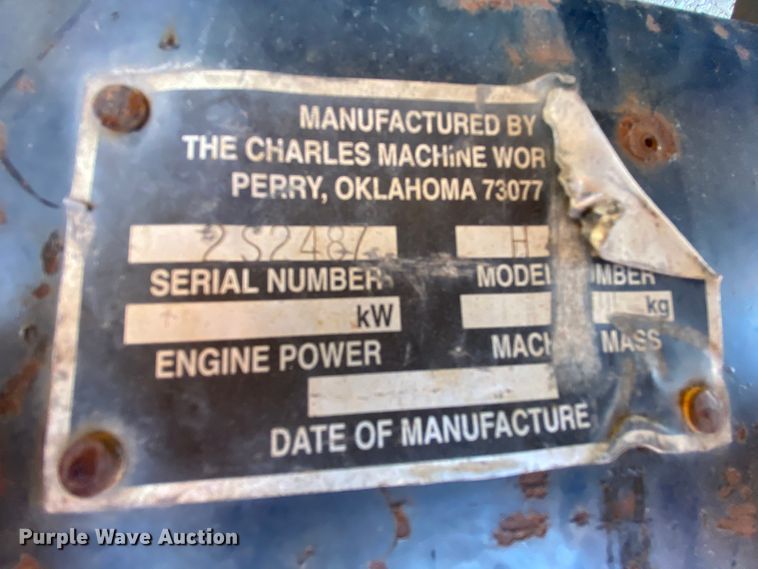 MANUFACTURED BY
THE CHARLES MACHINE WOR
PERRY, OKLAHOMA 73077
2S2487 H
SERIAL NUMBER MODEL NUMBER
kW kg
ENGINE POWER MACH MASS
DATE OF MANUFACTURE
Purple Wave Auction